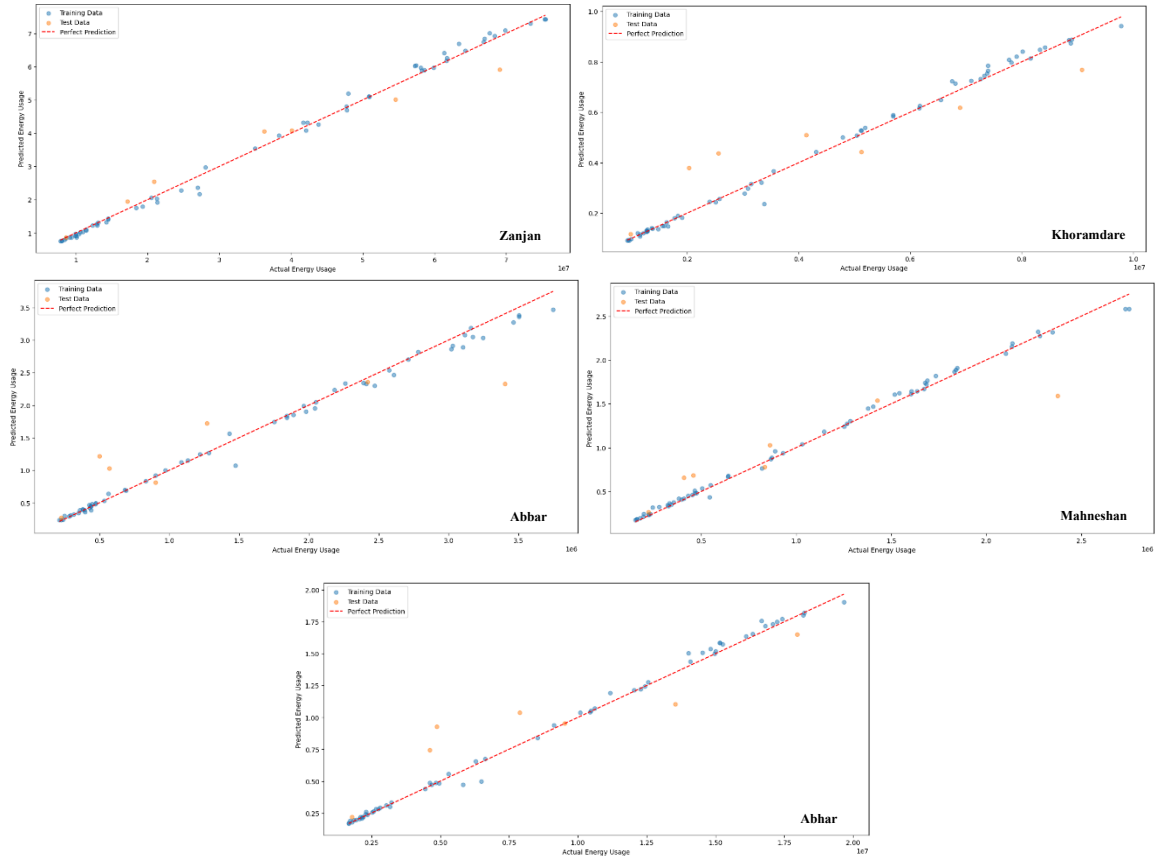 Training Data
Test Data
Perfect Prediction
Predicted Energy Usage
7
6
5
4
3
2
1
1
2
3
4
5
6
7
1e7
Actual Energy Usage
Zanjan
Training Data
Test Data
Perfect Prediction
Predicted Energy Usage
1.0
0.8
0.6
0.4
0.2
0.2
0.4
0.6
0.8
1.0
1e7
Actual Energy Usage
Khoramdare
Training Data
Test Data
Perfect Prediction
Predicted Energy Usage
3.5
3.0
2.5
2.0
1.5
1.0
0.5
0.5
1.0
1.5
2.0
2.5
3.0
3.5
1e6
Actual Energy Usage
Abbar
Training Data
Test Data
Perfect Prediction
Predicted Energy Usage
2.5
2.0
1.5
1.0
0.5
0.5
1.0
1.5
2.0
2.5
1e6
Actual Energy Usage
Mahneshan
Training Data
Test Data
Perfect Prediction
Predicted Energy Usage
2.00
1.75
1.50
1.25
1.00
0.75
0.50
0.25
0.25
0.50
0.75
1.00
1.25
1.50
1.75
2.00
1e7
Actual Energy Usage
Abhar